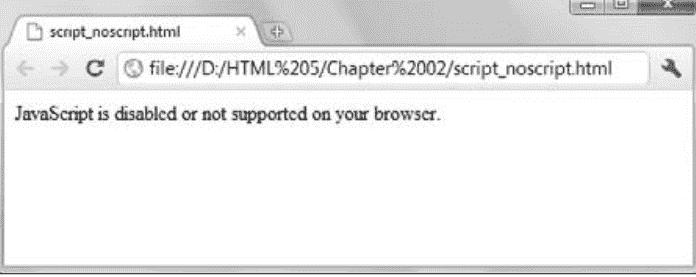 script_noscript.html
file:///D:/HTML%205/Chapter%2002/script_noscript.html
JavaScript is disabled or not supported on your browser.